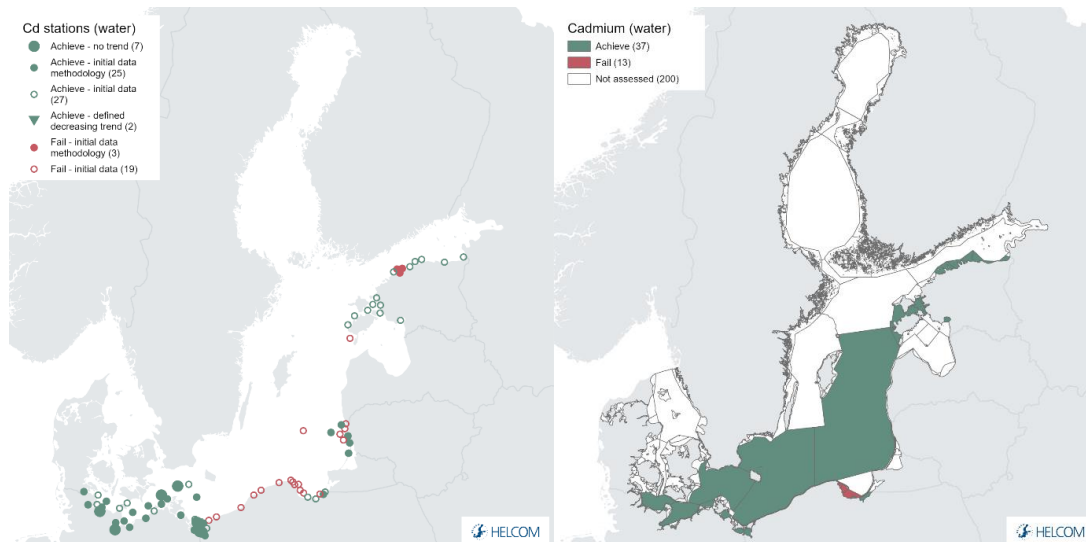 Cd stations (water)
Achieve - no trend (7)
Achieve - initial data
methodology (25)
Achieve - initial data
(27)
Achieve - defined
decreasing trend (2)
Fail - initial data
methodology (3)
Fail - initial data (19)
HELCOM
Cadmium (water)
Achieve (37)
Fail (13)
Not assessed (200)
HELCOM